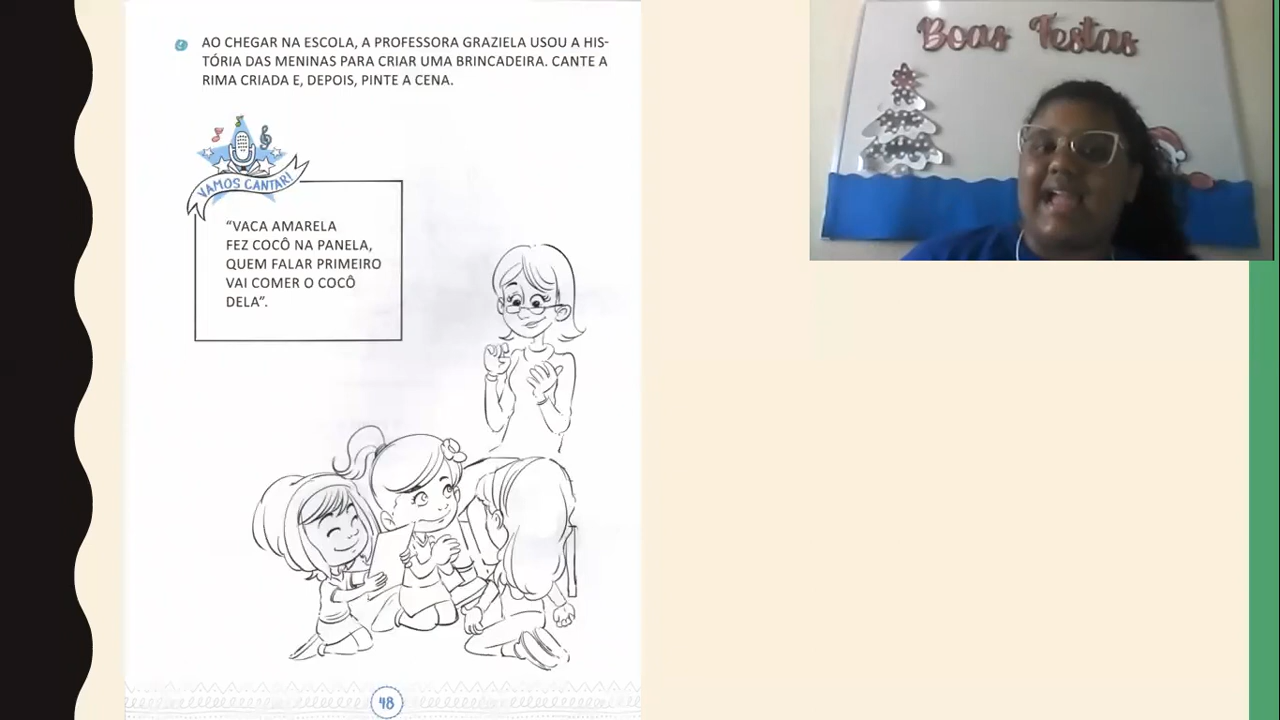 AO CHEGAR NA ESCOLA, A PROFESSORA GRAZIELA USOU A HIS-
TÓRIA DAS MENINAS PARA CRIAR UMA BRINCADEIRA. CANTE A
RIMA CRIADA E, DEPOIS, PINTE A CENA.
VAMOS CANTAR!
“VACA AMARELA
FEZ COCÔ NA PANELA,
QUEM FALAR PRIMEIRO
VAI COMER O COCÔ
DELA”.
48
Boas Festas